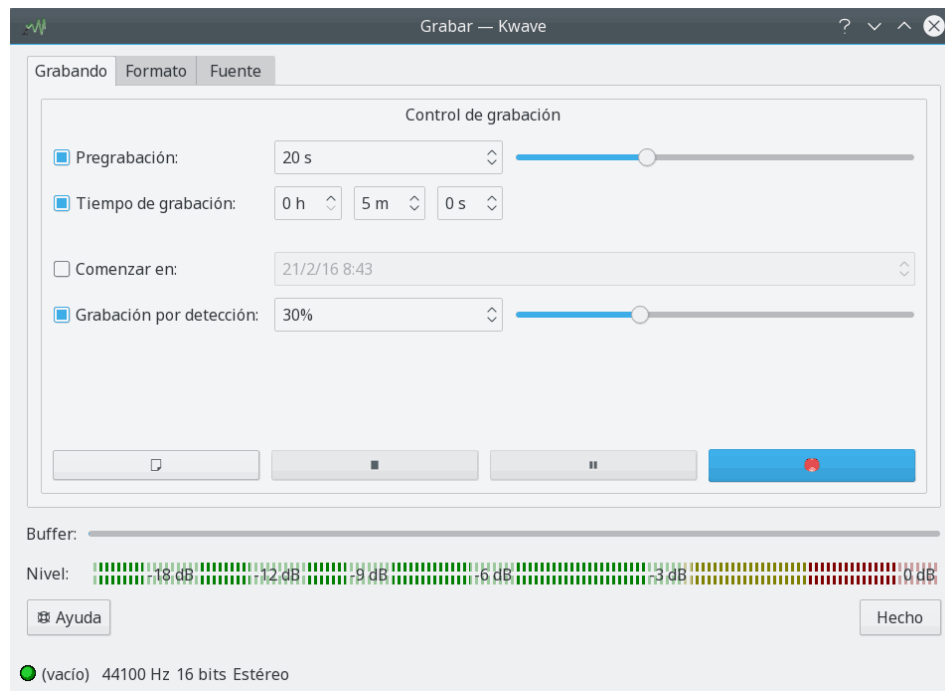 Grabar — Kwave
Grabando Formato Fuente
Control de grabación
Pregrabación: 20 s
Tiempo de grabación: 0 h 5 m 0 s
Comenzar en: 21/2/16 8:43
Grabación por detección: 30%
Buffer:
Nivel: -18 dB -12 dB -9 dB -6 dB -3 dB 0 dB
Ayuda Hecho
(vacío) 44100 Hz 16 bits Estéreo